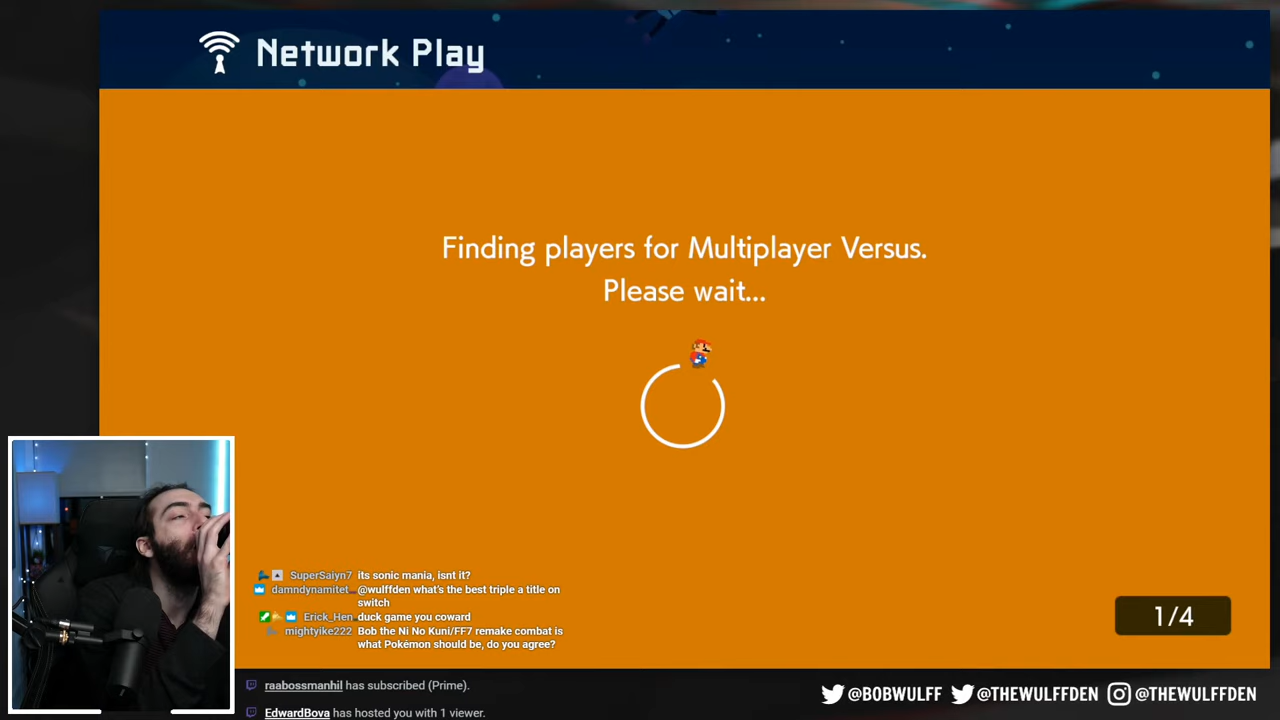 Network Play
Finding players for Multiplayer Versus.
Please wait...
SuperSaiyn7 its sonic mania, isnt it?
damndynamitet... @wulffden what's the best triple a title on
switch
Erick_Hen... duck game you coward
mightyike222 Bob the Ni No Kuni/FF7 remake combat is
what Pokémon should be, do you agree?
1/4
raabossmanhil has subscribed (Prime).
EdwardBova has hosted you with 1 viewer.
@BOBWULFF @THEWULFFDEN @THEWULFFDEN